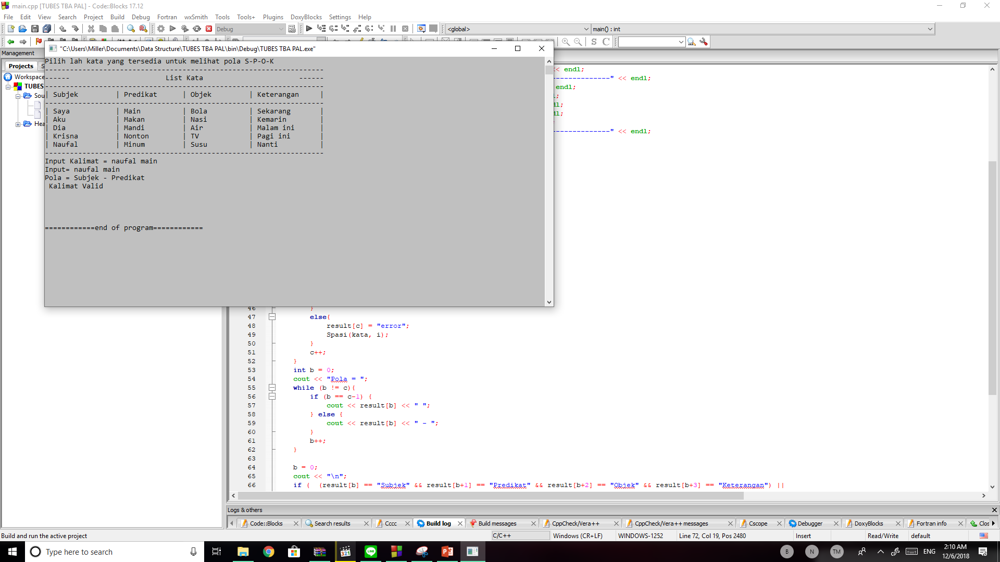 main.cpp [TUBES TBA PAL] - Code::Blocks 17.12
File Edit View Search Project Build Debug Fortran wxSmith Tools Tools+ Plugins DoxyBlocks Settings Help
Debug <global> main() : int
S C
Management
"C:\Users\Miller\Documents\Data Structure\TUBES TBA PAL\bin\Debug\TUBES TBA PAL.exe"
Projects S
Workspace
TUBES
Sou
Hea
Pilih lah kata yang tersedia untuk melihat pola S-P-O-K
-------------------------------------------------------------------
------ List Kata ------
-------------------------------------------------------------------
| Subjek | Predikat | Objek | Keterangan |
-------------------------------------------------------------------
| Saya | Main | Bola | Sekarang |
| Aku | Makan | Nasi | Kemarin |
| Dia | Mandi | Air | Malam ini |
| Krisna | Nonton | TV | Pagi ini |
| Naufal | Minum | Susu | Nanti |
-------------------------------------------------------------------
Input Kalimat = naufal main
Input= naufal main
Pola = Subjek - Predikat
Kalimat Valid
============end of program============
<< endl;
--------------" << endl;
endl;
l;
dl;
dl;
--------------" << endl;
46 }
47 else{
48 result[c] = "error";
49 Spasi(kata, i);
50 }
51 c++;
52 }
53 int b = 0;
54 cout << "Pola = ";
55 while (b != c){
56 if (b == c-1) {
57 cout << result[b] << " ";
58 } else {
59 cout << result[b] << " - ";
60 }
61 b++;
62 }
63
64 b = 0;
65 cout << "\n";
66 if ( (result[b] == "Subjek" && result[b+1] == "Predikat" && result[b+2] == "Objek" && result[b+3] == "Keterangan") ||
Logs & others
Code::Blocks Search results Cccc Build log Build messages CppCheck/Vera++ CppCheck/Vera++ messages Cscope Debugger DoxyBlocks Fortran info Clos
Build and run the active project C/C++ Windows (CR+LF) WINDOWS-1252 Line 72, Col 19, Pos 2480 Insert Read/Write default
Type here to search
B N TM ENG
2:10 AM
12/6/2018